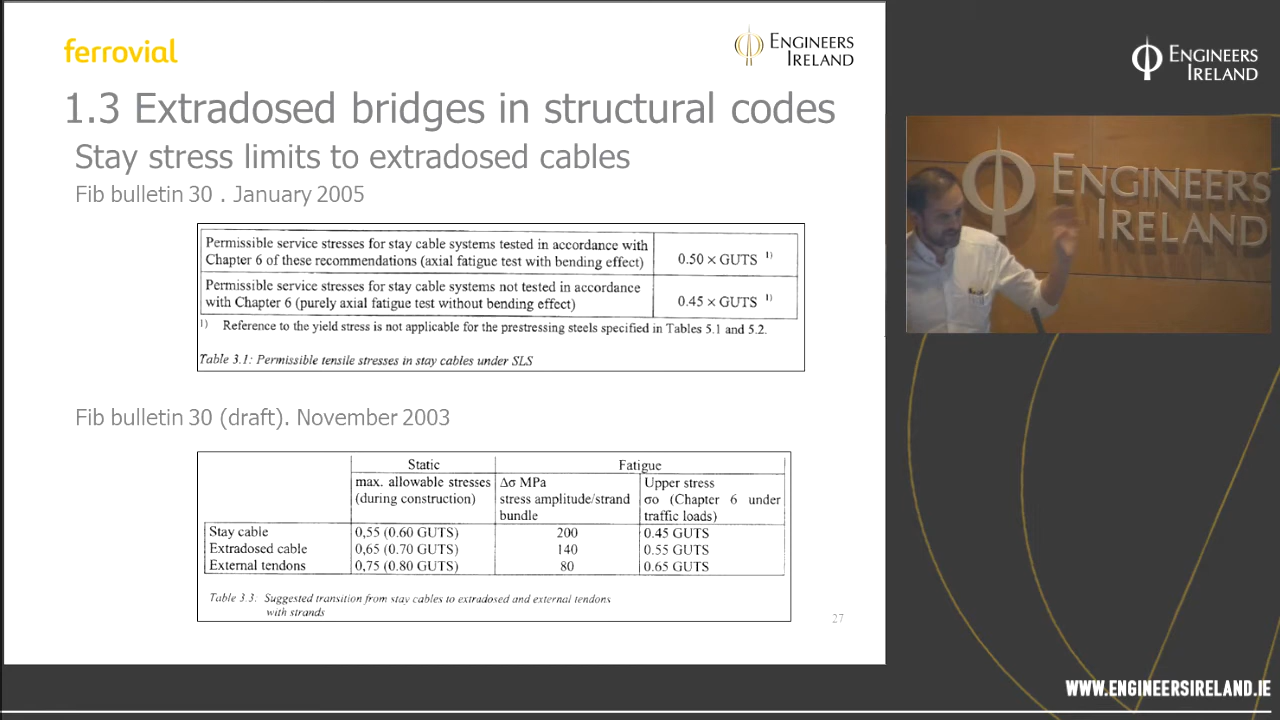 ferrovial
ENGINEERS
IRELAND
1.3 Extradosed bridges in structural codes
Stay stress limits to extradosed cables
Fib bulletin 30 . January 2005
Permissible service stresses for stay cable systems tested in accordance with
Chapter 6 of these recommendations (axial fatigue test with bending effect)
0.50 × GUTS 1)
Permissible service stresses for stay cable systems not tested in accordance
with Chapter 6 (purely axial fatigue test without bending effect)
0.45 × GUTS 1)
1) Reference to the yield stress is not applicable for the prestressing steels specified in Tables 5.1 and 5.2.
Table 3.1: Permissible tensile stresses in stay cables under SLS
Fib bulletin 30 (draft). November 2003
Static Fatigue
max. allowable stresses Δσ MPa Upper stress
(during construction) stress amplitude/strand σo (Chapter 6 under
bundle traffic loads)
Stay cable 0,55 (0.60 GUTS) 200 0.45 GUTS
Extradosed cable 0,65 (0.70 GUTS) 140 0.55 GUTS
External tendons 0,75 (0.80 GUTS) 80 0.65 GUTS
Table 3.3. Suggested transition from stay cables to extradosed and external tendons
with strands
27
ENGINEERS
IRELAND
ENGINEERS
IRELAND
WWW.ENGINEERSIRELAND.IE